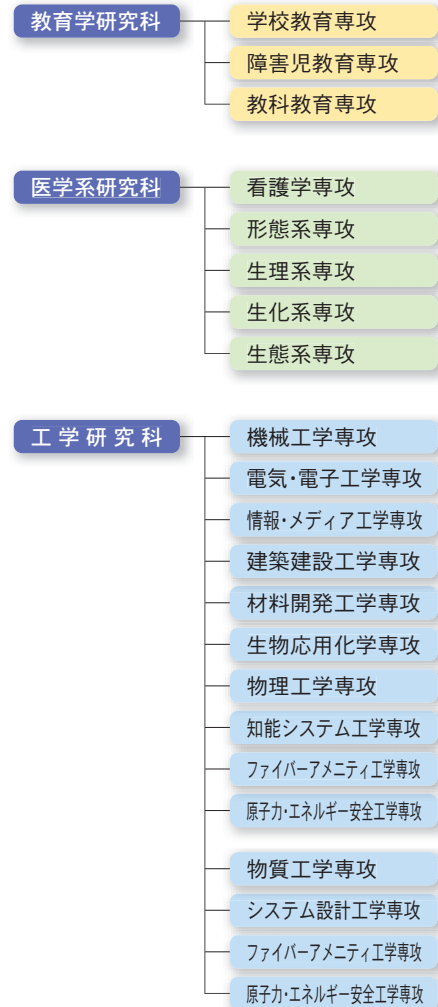 教育学研究科
学校教育専攻
障害児教育専攻
教科教育専攻
医学系研究科
看護学専攻
形態系専攻
生理系専攻
生化系専攻
生態系専攻
工学研究科
機械工学専攻
電気・電子工学専攻
情報・メディア工学専攻
建築建設工学専攻
材料開発工学専攻
生物応用化学専攻
物理工学専攻
知能システム工学専攻
ファイバーアメニティ工学専攻
原子力・エネルギー安全工学専攻
物質工学専攻
システム設計工学専攻
ファイバーアメニティ工学専攻
原子力・エネルギー安全工学専攻